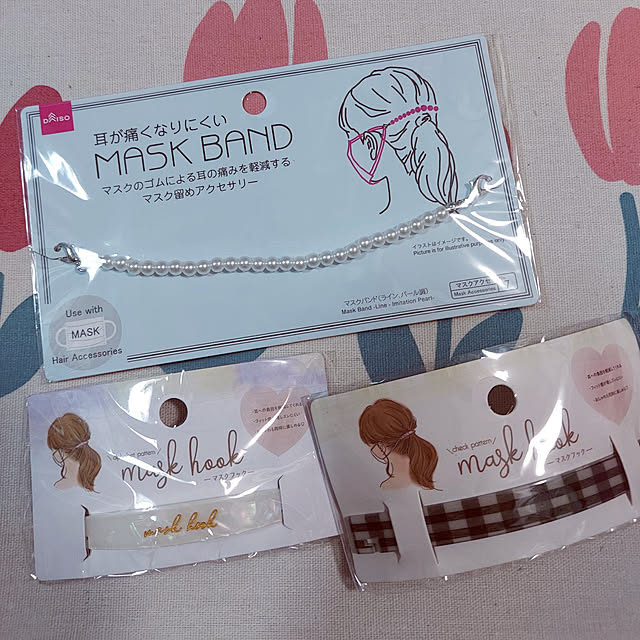 DAISO
耳が痛くなりにくい
MASK BAND
マスクのゴムによる耳の痛みを軽減する
マスク留めアクセサリー
イラストはイメージです。
Picture is for illustrative purposes only
マスクバンド(ライン、パール調)
Mask Band -Line - Imitation Pearl-
マスクアクセ
Mask Accessories
7
Use with
MASK
Hair Accessories
pattern
mask hook
ーマスクフックー
mask hook
\check pattern/
mask hook
ーマスクフックー